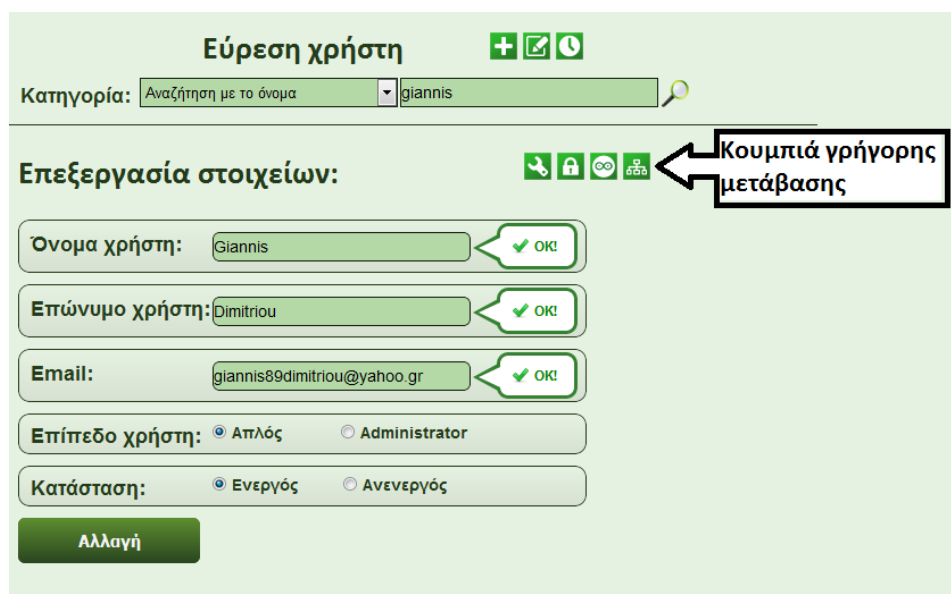 Εύρεση χρήστη
Κατηγορία: Αναζήτηση με το όνομα giannis
Επεξεργασία στοιχείων:
Κουμπιά γρήγορης
μετάβασης
Όνομα χρήστη: Giannis OK!
Επώνυμο χρήστη: Dimitriou OK!
Email: giannis89dimitriou@yahoo.gr OK!
Επίπεδο χρήστη: Απλός Administrator
Κατάσταση: Ενεργός Ανενεργός
Αλλαγή